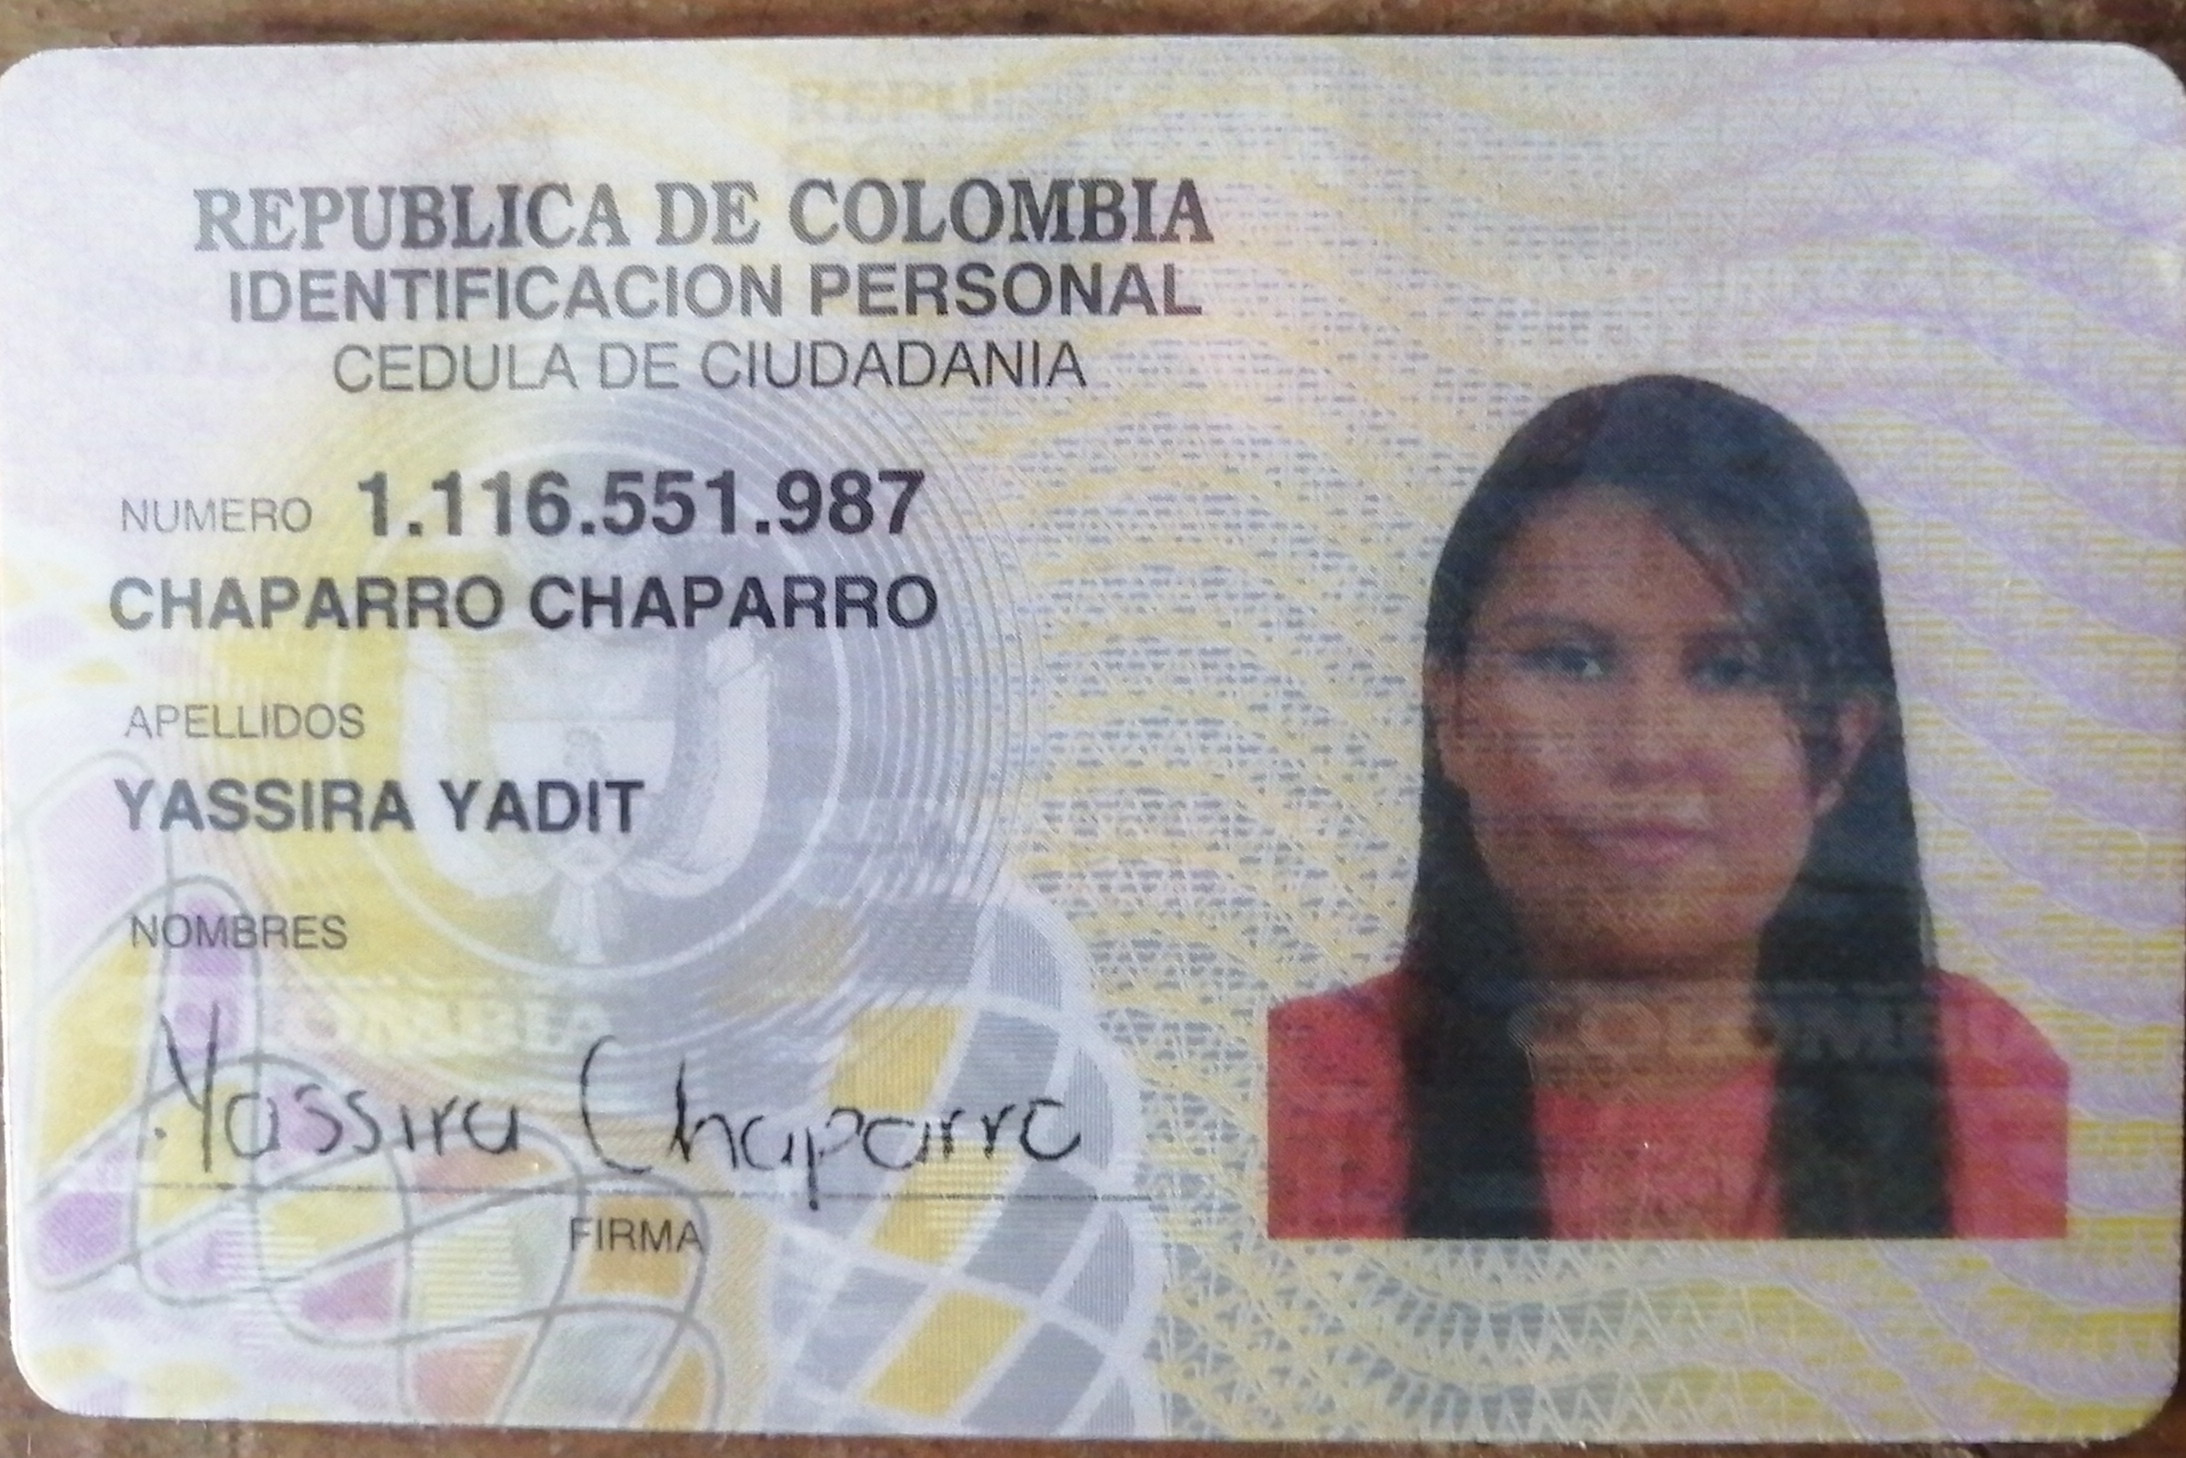 REPUBLICA DE COLOMBIA
IDENTIFICACION PERSONAL
CEDULA DE CIUDADANIA
NUMERO 1.116.551.987
CHAPARRO CHAPARRO
APELLIDOS
YASSIRA YADIT
NOMBRES
Yassira Chaparro
FIRMA